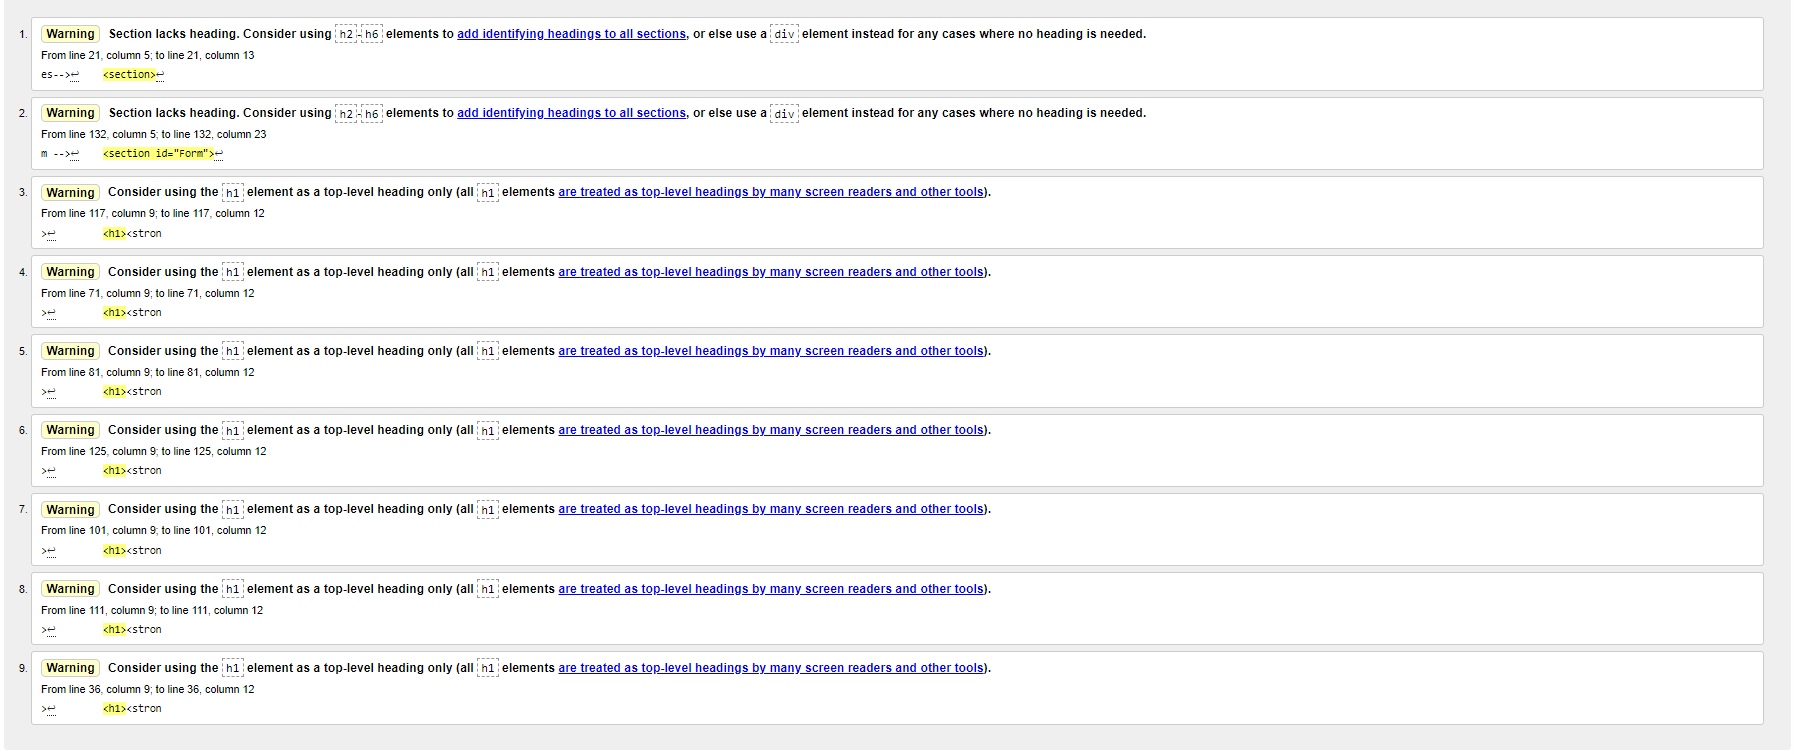 1. Warning Section lacks heading. Consider using h2-h6 elements to add identifying headings to all sections, or else use a div element instead for any cases where no heading is needed.
From line 21, column 5; to line 21, column 13
es-->↩ <section>↩
2. Warning Section lacks heading. Consider using h2-h6 elements to add identifying headings to all sections, or else use a div element instead for any cases where no heading is needed.
From line 132, column 5; to line 132, column 23
m -->↩ <section id="Form">↩
3. Warning Consider using the h1 element as a top-level heading only (all h1 elements are treated as top-level headings by many screen readers and other tools).
From line 117, column 9; to line 117, column 12
>↩ <h1><stron
4. Warning Consider using the h1 element as a top-level heading only (all h1 elements are treated as top-level headings by many screen readers and other tools).
From line 71, column 9; to line 71, column 12
>↩ <h1><stron
5. Warning Consider using the h1 element as a top-level heading only (all h1 elements are treated as top-level headings by many screen readers and other tools).
From line 81, column 9; to line 81, column 12
>↩ <h1><stron
6. Warning Consider using the h1 element as a top-level heading only (all h1 elements are treated as top-level headings by many screen readers and other tools).
From line 125, column 9; to line 125, column 12
>↩ <h1><stron
7. Warning Consider using the h1 element as a top-level heading only (all h1 elements are treated as top-level headings by many screen readers and other tools).
From line 101, column 9; to line 101, column 12
>↩ <h1><stron
8. Warning Consider using the h1 element as a top-level heading only (all h1 elements are treated as top-level headings by many screen readers and other tools).
From line 111, column 9; to line 111, column 12
>↩ <h1><stron
9. Warning Consider using the h1 element as a top-level heading only (all h1 elements are treated as top-level headings by many screen readers and other tools).
From line 36, column 9; to line 36, column 12
>↩ <h1><stron